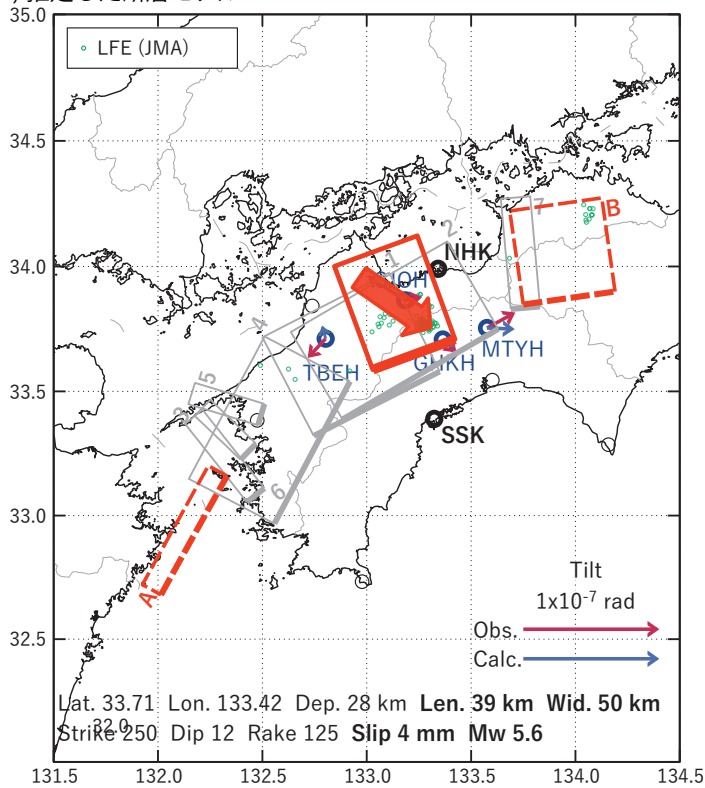 35.0
LFE (JMA)
34.5
7
B
2
34.0
1
NHK
4
MTYH
TBEH
GHKH
33.5
5
3
SSK
6
33.0
A
Tilt
1x10⁻⁷ rad
Obs.
32.5
Calc.
Lat. 33.71 Lon. 133.42 Dep. 28 km Len. 39 km Wid. 50 km
32.0
Strike 250 Dip 12 Rake 125 Slip 4 mm Mw 5.6
131.5 132.0 132.5 133.0 133.5 134.0 134.5